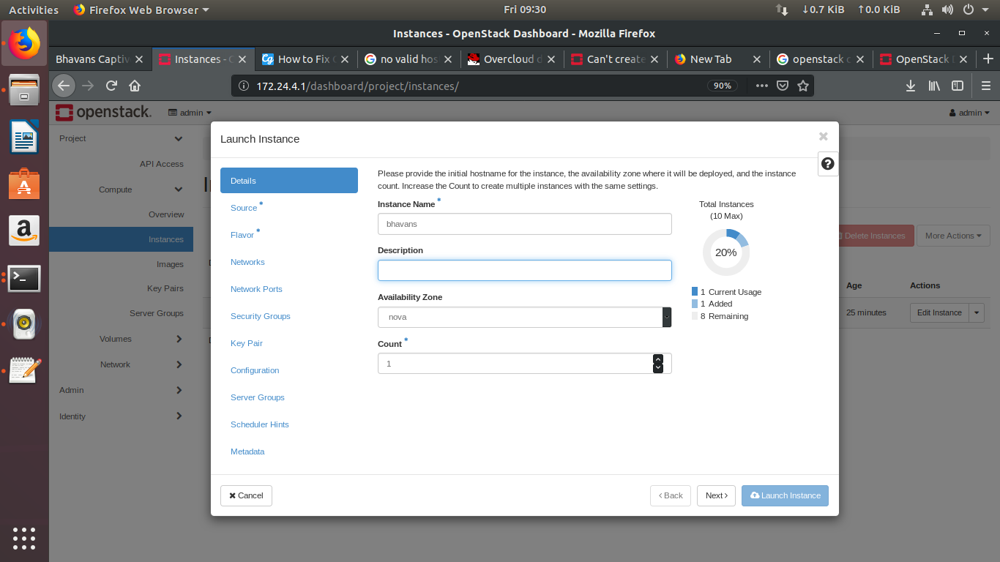 Activities Firefox Web Browser Fri 09:30 ↓0.7 KiB ↑0.0 KiB
Instances - OpenStack Dashboard - Mozilla Firefox
Bhavans Captiv Instances - How to Fix no valid hos Overcloud d Can't create New Tab openstack OpenStack
172.24.4.1/dashboard/project/instances/ 90%
openstack. admin admin
Launch Instance
Project
API Access
Compute
Overview
Instances
Images
Key Pairs
Server Groups
Volumes
Network
Admin
Identity
Details
Source *
Flavor *
Networks
Network Ports
Security Groups
Key Pair
Configuration
Server Groups
Scheduler Hints
Metadata
Please provide the initial hostname for the instance, the availability zone where it will be deployed, and the instance
count. Increase the Count to create multiple instances with the same settings.
Instance Name *
bhavans
Description
Availability Zone
nova
Count *
1
Total Instances
(10 Max)
20%
1 Current Usage
1 Added
8 Remaining
Delete Instances More Actions
Age Actions
25 minutes Edit Instance
Cancel < Back Next > Launch Instance